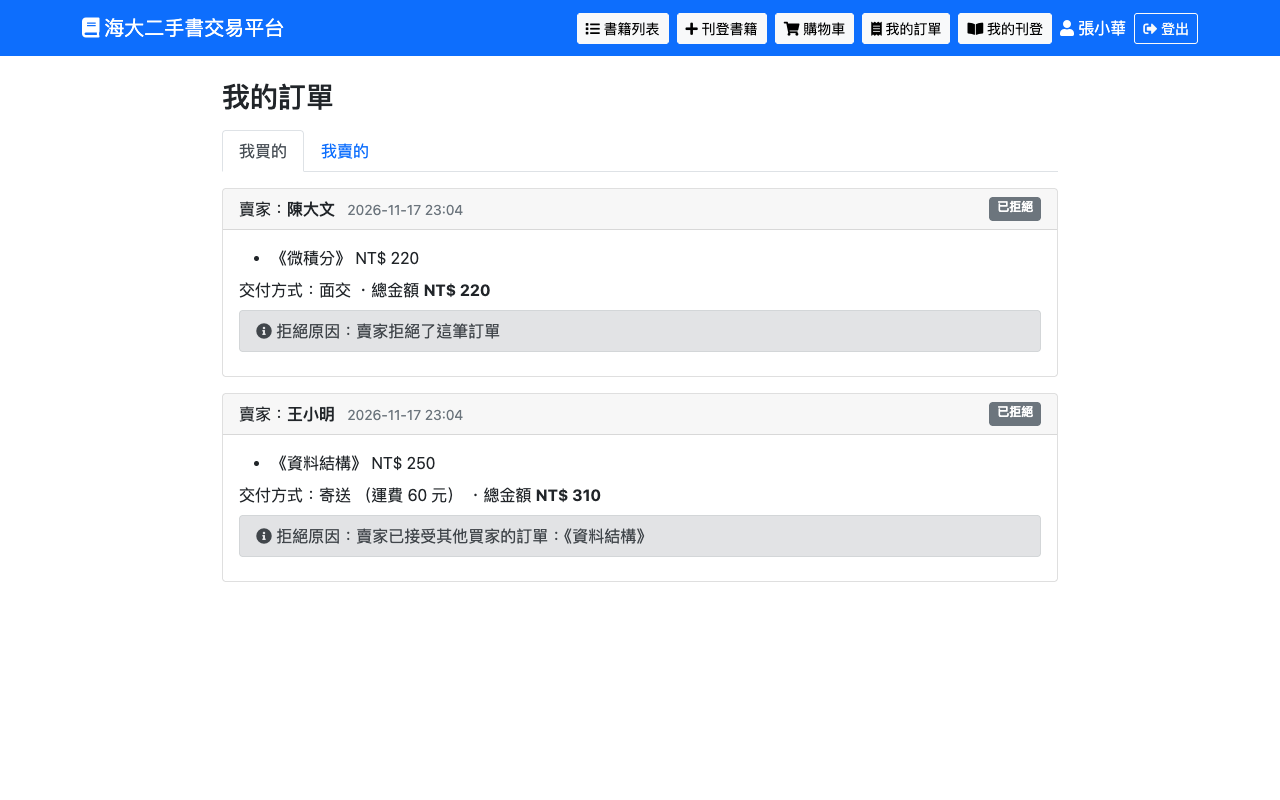 海大二手書交易平台
書籍列表
刊登書籍
購物車
我的訂單
我的刊登
張小華
登出
我的訂單
我買的
我賣的
賣家：陳大文 2026-11-17 23:04
已拒絕
• 《微積分》 NT$ 220
交付方式：面交 ・總金額 NT$ 220
拒絕原因：賣家拒絕了這筆訂單
賣家：王小明 2026-11-17 23:04
已拒絕
• 《資料結構》 NT$ 250
交付方式：寄送 （運費 60 元） ・總金額 NT$ 310
拒絕原因：賣家已接受其他買家的訂單：《資料結構》